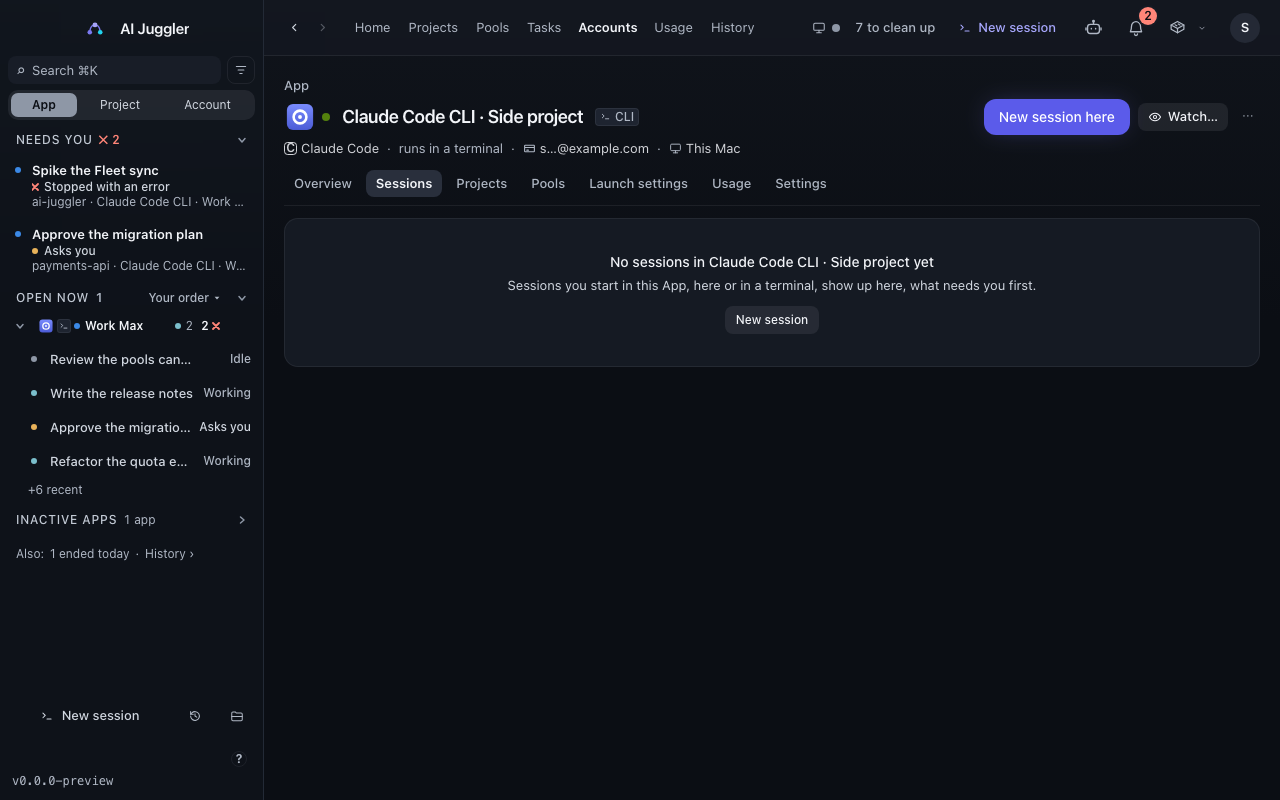 AI Juggler
Search ⌘K
App Project Account
NEEDS YOU 2
Spike the Fleet sync
Stopped with an error
ai-juggler · Claude Code CLI · Work ...
Approve the migration plan
Asks you
payments-api · Claude Code CLI · W...
OPEN NOW 1 Your order
Work Max 2 2
Review the pools can... Idle
Write the release notes Working
Approve the migratio... Asks you
Refactor the quota e... Working
+6 recent
INACTIVE APPS 1 app
Also: 1 ended today · History ›
New session
?
v0.0.0-preview
Home Projects Pools Tasks Accounts Usage History 7 to clean up New session 2 S
App
Claude Code CLI · Side project CLI New session here Watch... ...
Claude Code · runs in a terminal · s...@example.com · This Mac
Overview Sessions Projects Pools Launch settings Usage Settings
No sessions in Claude Code CLI · Side project yet
Sessions you start in this App, here or in a terminal, show up here, what needs you first.
New session